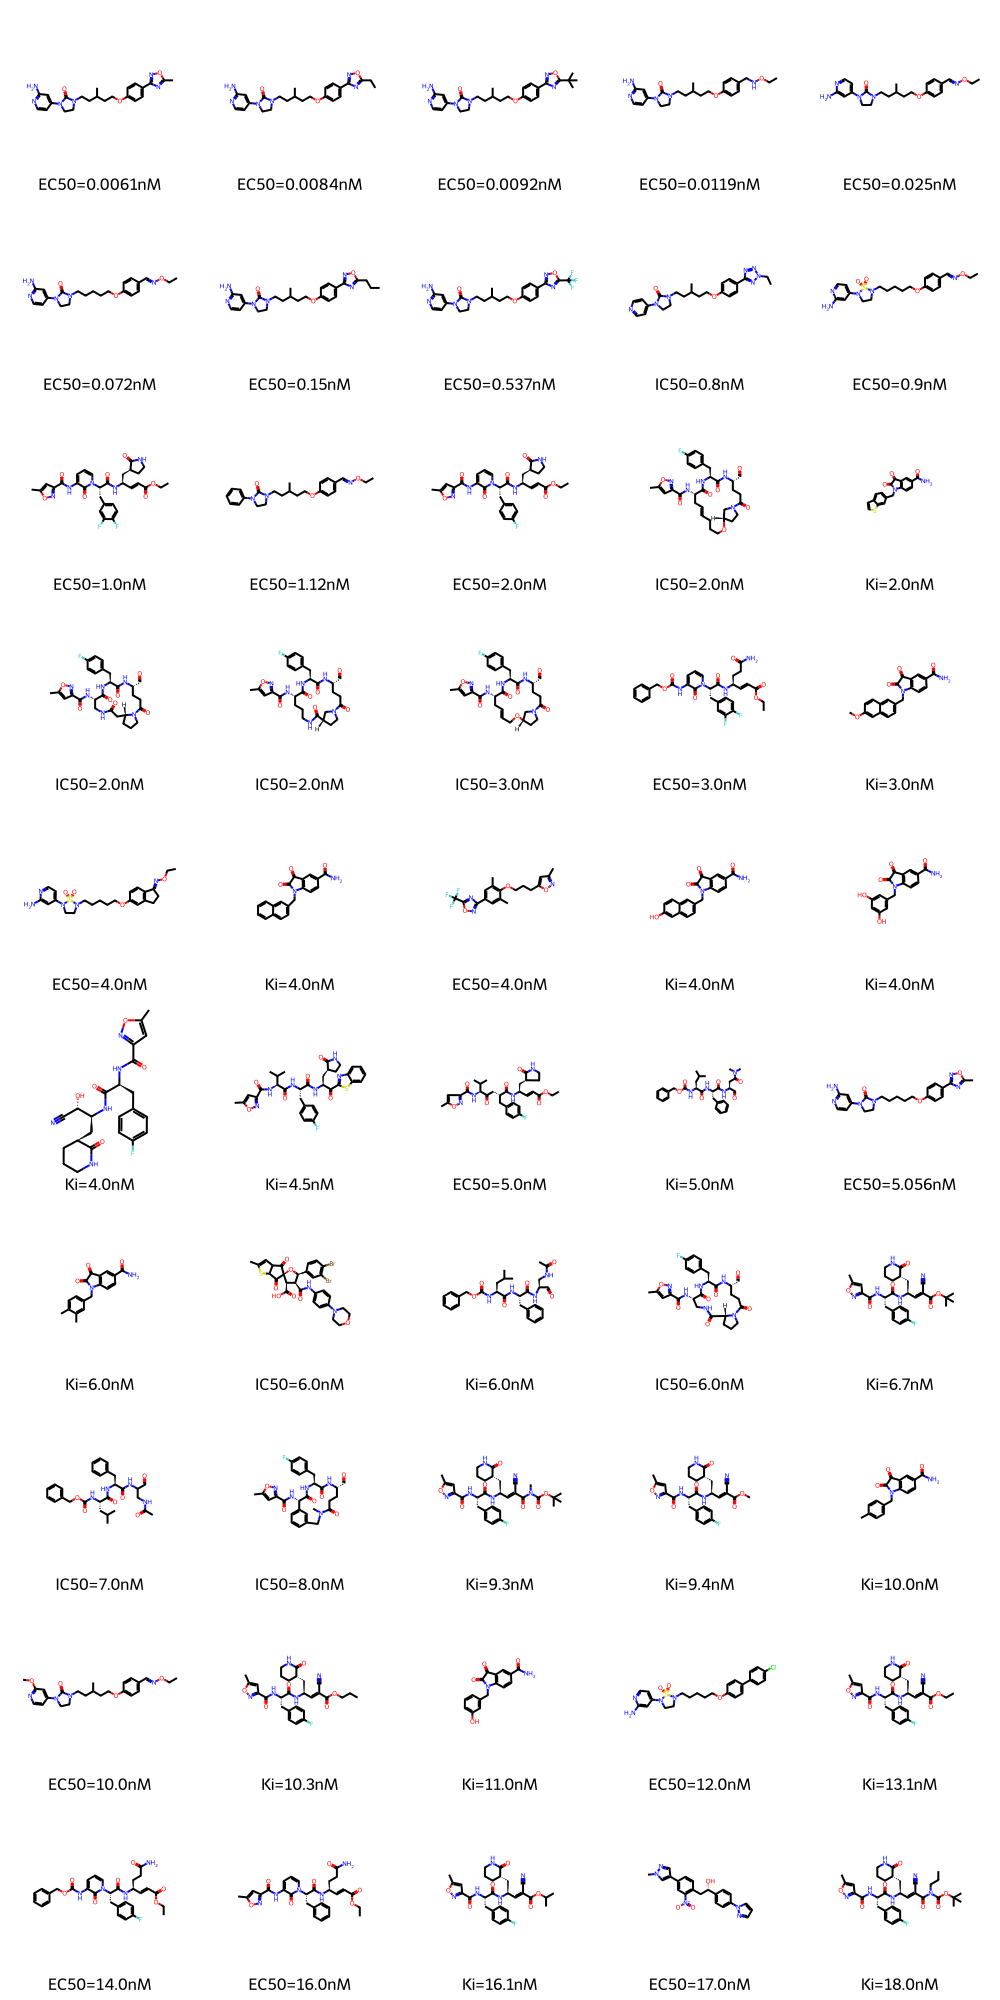 EC50=0.0061nM EC50=0.0084nM EC50=0.0092nM EC50=0.0119nM EC50=0.025nM
EC50=0.072nM EC50=0.15nM EC50=0.537nM IC50=0.8nM EC50=0.9nM
EC50=1.0nM EC50=1.12nM EC50=2.0nM IC50=2.0nM Ki=2.0nM
IC50=2.0nM IC50=2.0nM IC50=3.0nM EC50=3.0nM Ki=3.0nM
EC50=4.0nM Ki=4.0nM EC50=4.0nM Ki=4.0nM Ki=4.0nM
Ki=4.0nM Ki=4.5nM EC50=5.0nM Ki=5.0nM EC50=5.056nM
Ki=6.0nM IC50=6.0nM Ki=6.0nM IC50=6.0nM Ki=6.7nM
IC50=7.0nM IC50=8.0nM Ki=9.3nM Ki=9.4nM Ki=10.0nM
EC50=10.0nM Ki=10.3nM Ki=11.0nM EC50=12.0nM Ki=13.1nM
EC50=14.0nM EC50=16.0nM Ki=16.1nM EC50=17.0nM Ki=18.0nM